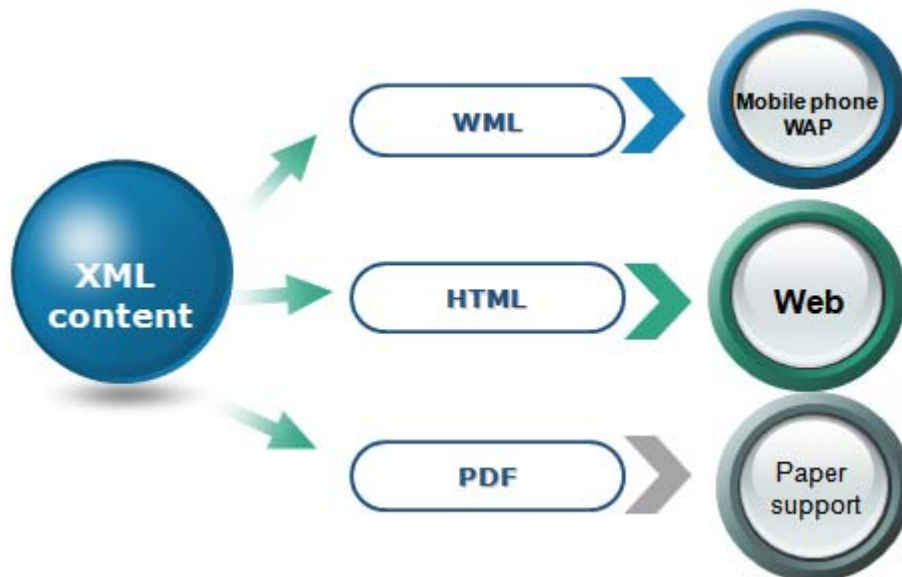 XML
content
WML
Mobile phone
WAP
HTML
Web
PDF
Paper
support